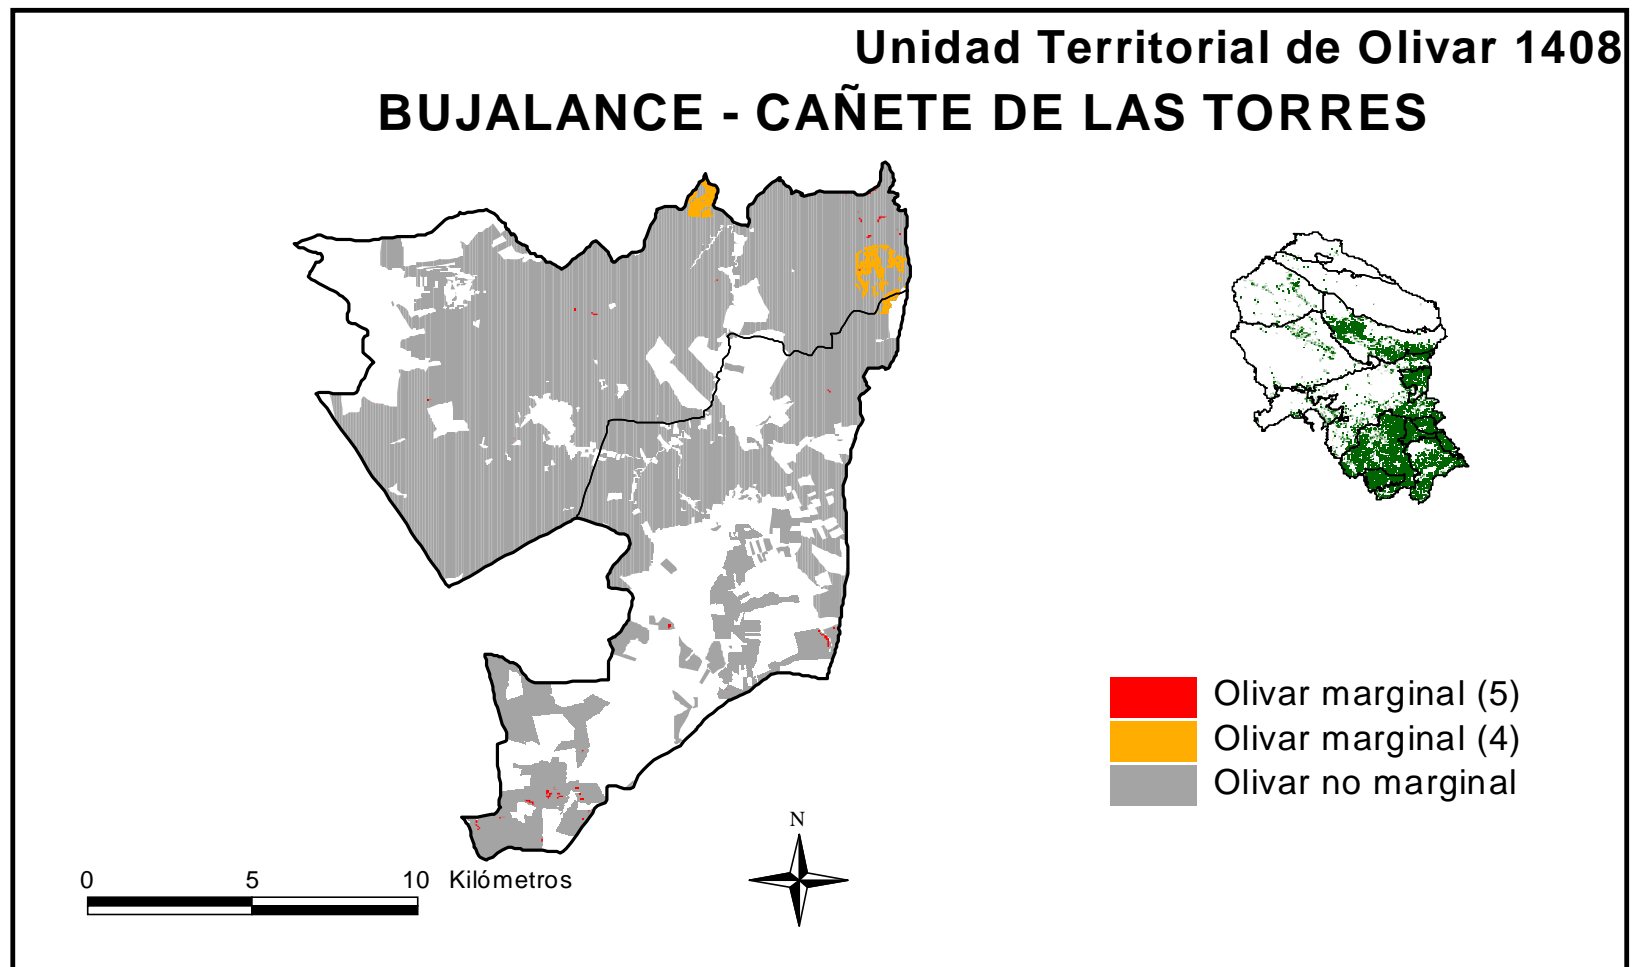 Unidad Territorial de Olivar 1408
BUJALANCE - CAÑETE DE LAS TORRES
Olivar marginal (5)
Olivar marginal (4)
Olivar no marginal
N
0 5 10 Kilómetros